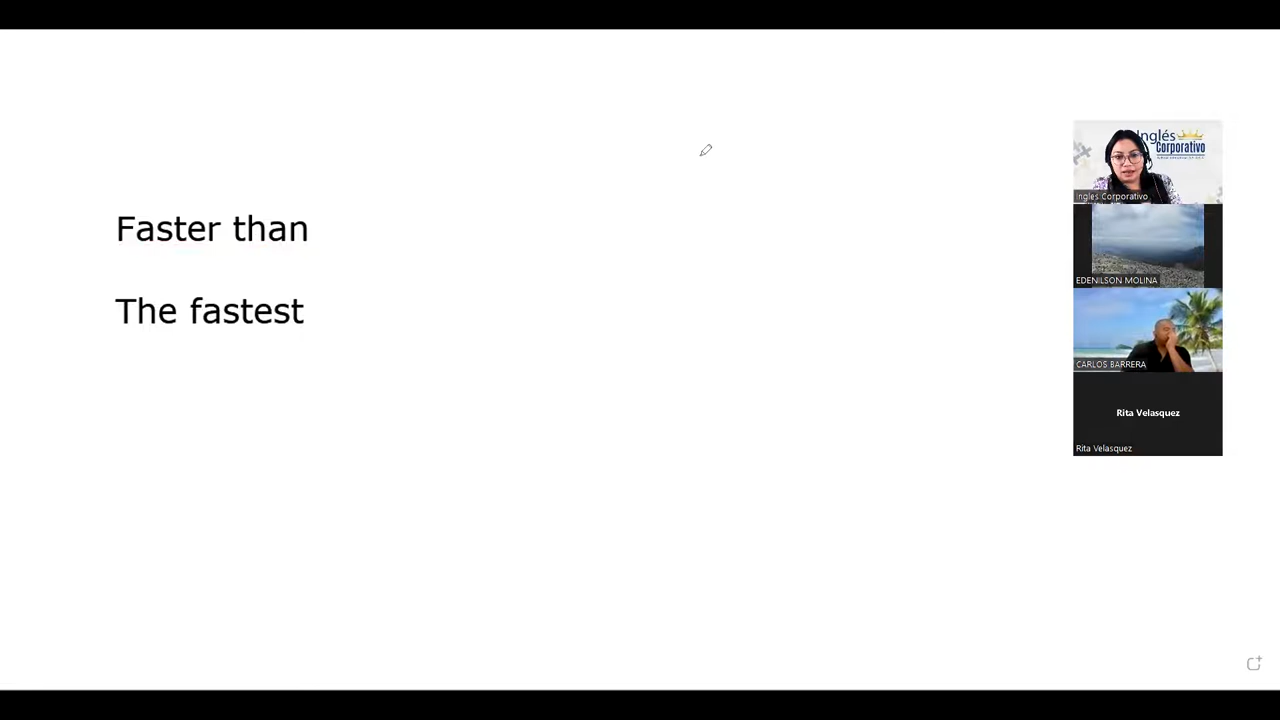 Faster than
The fastest
Inglés
Corporativo
Ingles Corporativo
EDENILSON MOLINA
CARLOS BARRERA
Rita Velasquez
Rita Velasquez